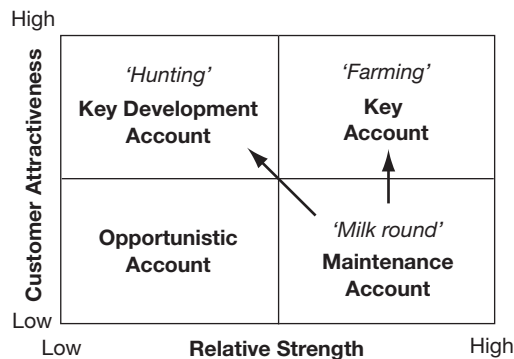 High
Customer Attractiveness
'Hunting'
Key Development
Account
'Farming'
Key
Account
Opportunistic
Account
'Milk round'
Maintenance
Account
Low
Low
Relative Strength
High